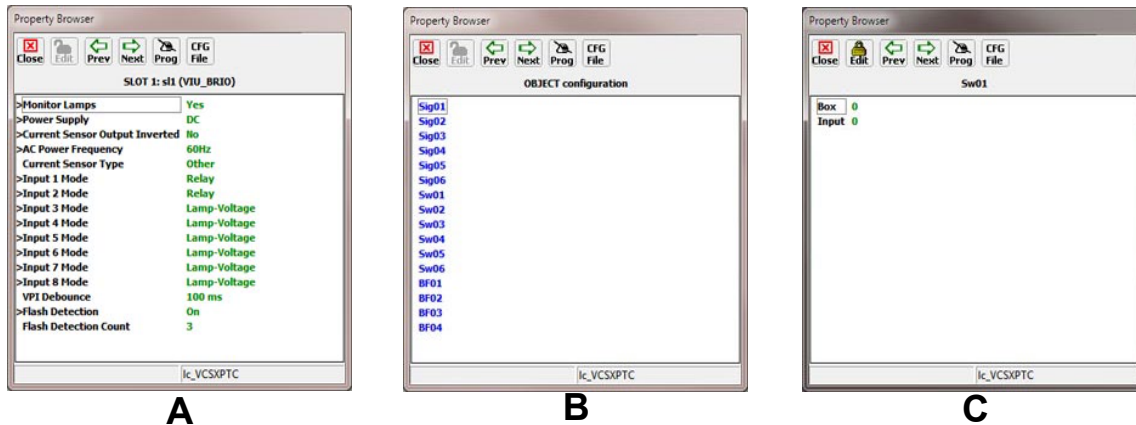 Property Browser
Close Edit Prev Next Prog CFG File
SLOT 1: sl1 (VIU_BRIO)
>Monitor Lamps Yes
>Power Supply DC
>Current Sensor Output Inverted No
>AC Power Frequency 60Hz
Current Sensor Type Other
>Input 1 Mode Relay
>Input 2 Mode Relay
>Input 3 Mode Lamp-Voltage
>Input 4 Mode Lamp-Voltage
>Input 5 Mode Lamp-Voltage
>Input 6 Mode Lamp-Voltage
>Input 7 Mode Lamp-Voltage
>Input 8 Mode Lamp-Voltage
VPI Debounce 100 ms
>Flash Detection On
Flash Detection Count 3
lc_VCSXPTC
A
Property Browser
Close Edit Prev Next Prog CFG File
OBJECT configuration
Sig01
Sig02
Sig03
Sig04
Sig05
Sig06
Sw01
Sw02
Sw03
Sw04
Sw05
Sw06
BF01
BF02
BF03
BF04
lc_VCSXPTC
B
Property Browser
Close Edit Prev Next Prog CFG File
Sw01
Box 0
Input 0
lc_VCSXPTC
C